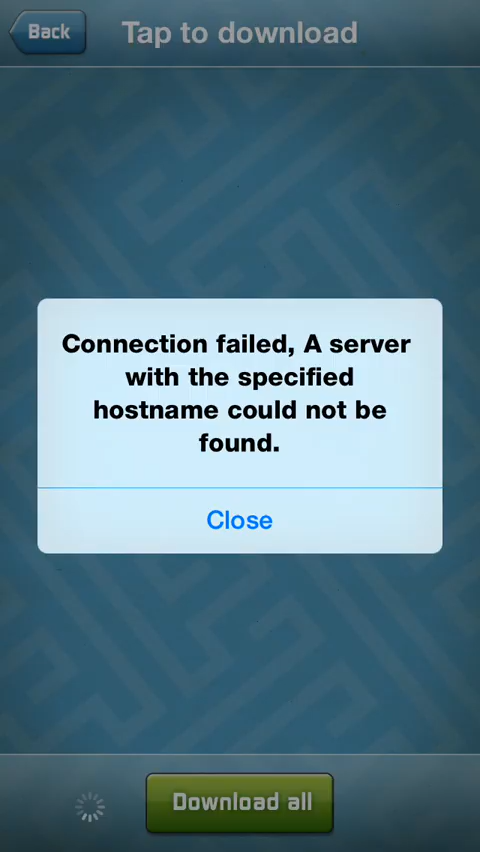 Back
Tap to download
Connection failed, A server
with the specified
hostname could not be
found.
Close
Download all